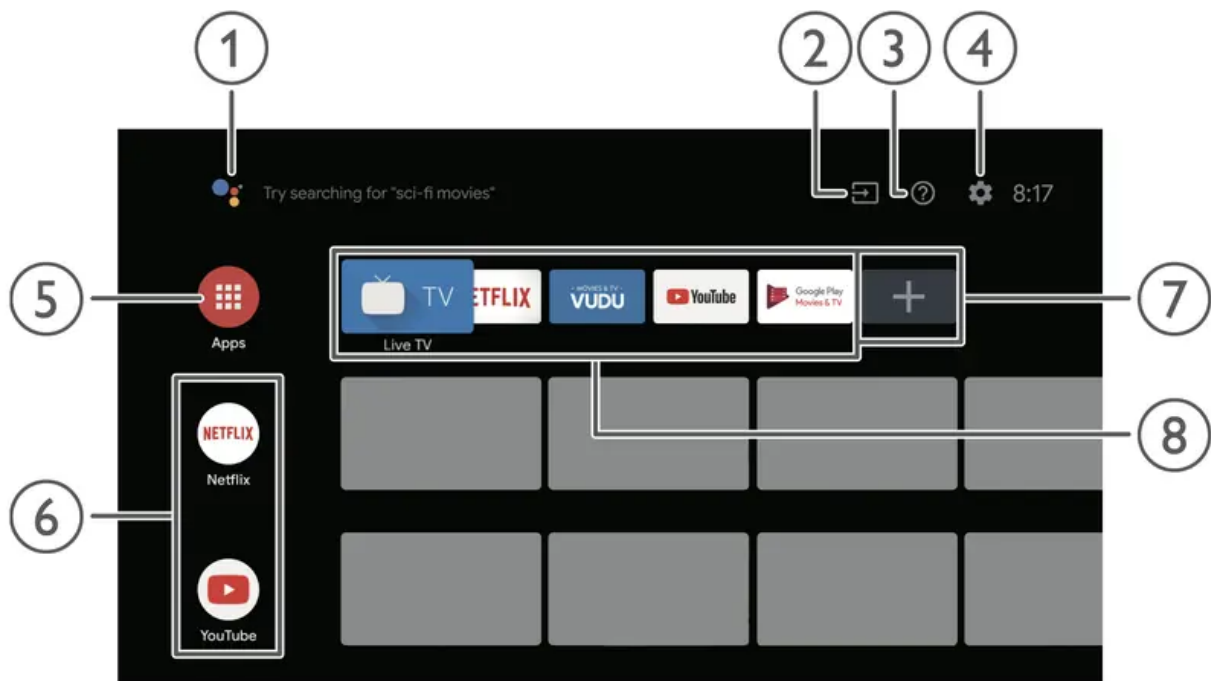 1
2
3
4
Try searching for "sci-fi movies"
8:17
5
Apps
TV
ETFLIX
MOVIES & TV
VUDU
YouTube
Google Play
Movies & TV
7
Live TV
8
NETFLIX
Netflix
6
YouTube